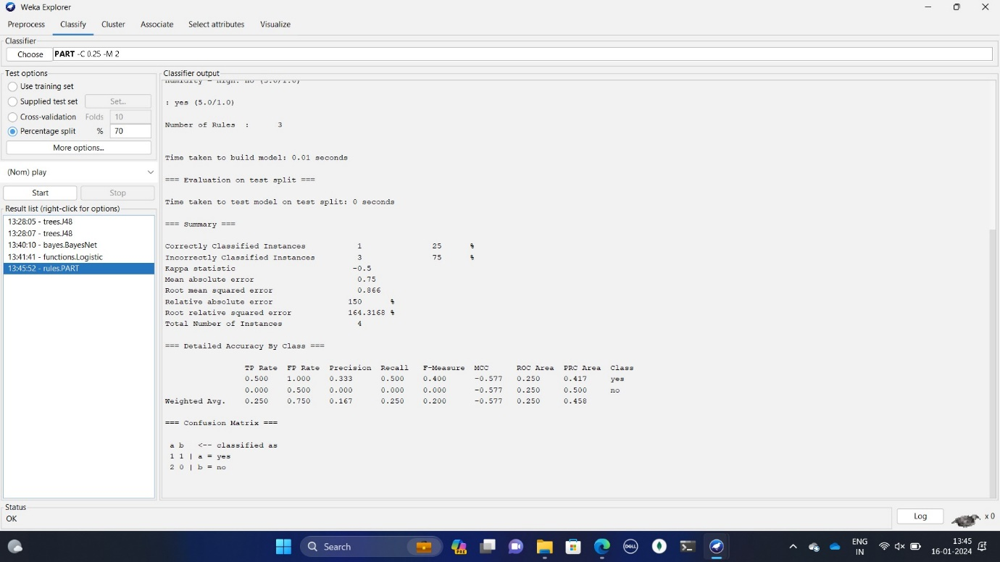 Weka Explorer
Preprocess Classify Cluster Associate Select attributes Visualize
Classifier
Choose PART -C 0.25 -M 2
Test options
Use training set
Supplied test set Set...
Cross-validation Folds 10
Percentage split % 70
More options...
(Nom) play
Start Stop
Result list (right-click for options)
13:28:05 - trees.J48
13:28:07 - trees.J48
13:40:10 - bayes.BayesNet
13:41:41 - functions.Logistic
13:45:52 - rules.PART
Classifier output
humidity = high: no (5.0/1.0)
: yes (5.0/1.0)
Number of Rules : 3
Time taken to build model: 0.01 seconds
=== Evaluation on test split ===
Time taken to test model on test split: 0 seconds
=== Summary ===
Correctly Classified Instances 1 25 %
Incorrectly Classified Instances 3 75 %
Kappa statistic -0.5
Mean absolute error 0.75
Root mean squared error 0.866
Relative absolute error 150 %
Root relative squared error 164.3168 %
Total Number of Instances 4
=== Detailed Accuracy By Class ===
TP Rate FP Rate Precision Recall F-Measure MCC ROC Area PRC Area Class
0.500 1.000 0.333 0.500 0.400 -0.577 0.250 0.417 yes
0.000 0.500 0.000 0.000 0.000 -0.577 0.250 0.500 no
Weighted Avg. 0.250 0.750 0.167 0.250 0.200 -0.577 0.250 0.458
=== Confusion Matrix ===
a b <-- classified as
1 1 | a = yes
2 0 | b = no
Status
OK
Log
x 0
Search
PRE
DELL
ENG
IN
13:45
16-01-2024